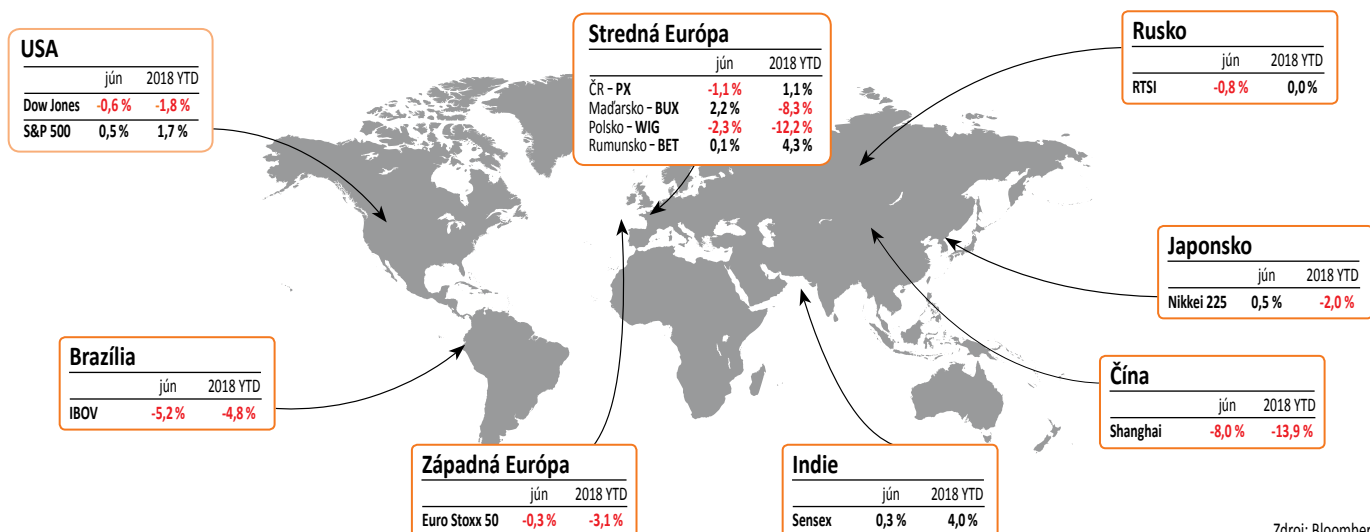 USA
jún 2018 YTD
Dow Jones -0,6 % -1,8 %
S&P 500 0,5 % 1,7 %
Stredná Európa
jún 2018 YTD
ČR – PX -1,1 % 1,1 %
Maďarsko – BUX 2,2 % -8,3 %
Polsko – WIG -2,3 % -12,2 %
Rumunsko – BET 0,1 % 4,3 %
Rusko
jún 2018 YTD
RTSI -0,8 % 0,0 %
Japonsko
jún 2018 YTD
Nikkei 225 0,5 % -2,0 %
Brazília
jún 2018 YTD
IBOV -5,2 % -4,8 %
Čína
jún 2018 YTD
Shanghai -8,0 % -13,9 %
Západná Európa
jún 2018 YTD
Euro Stoxx 50 -0,3 % -3,1 %
Indie
jún 2018 YTD
Sensex 0,3 % 4,0 %
Zdroj: Bloomber